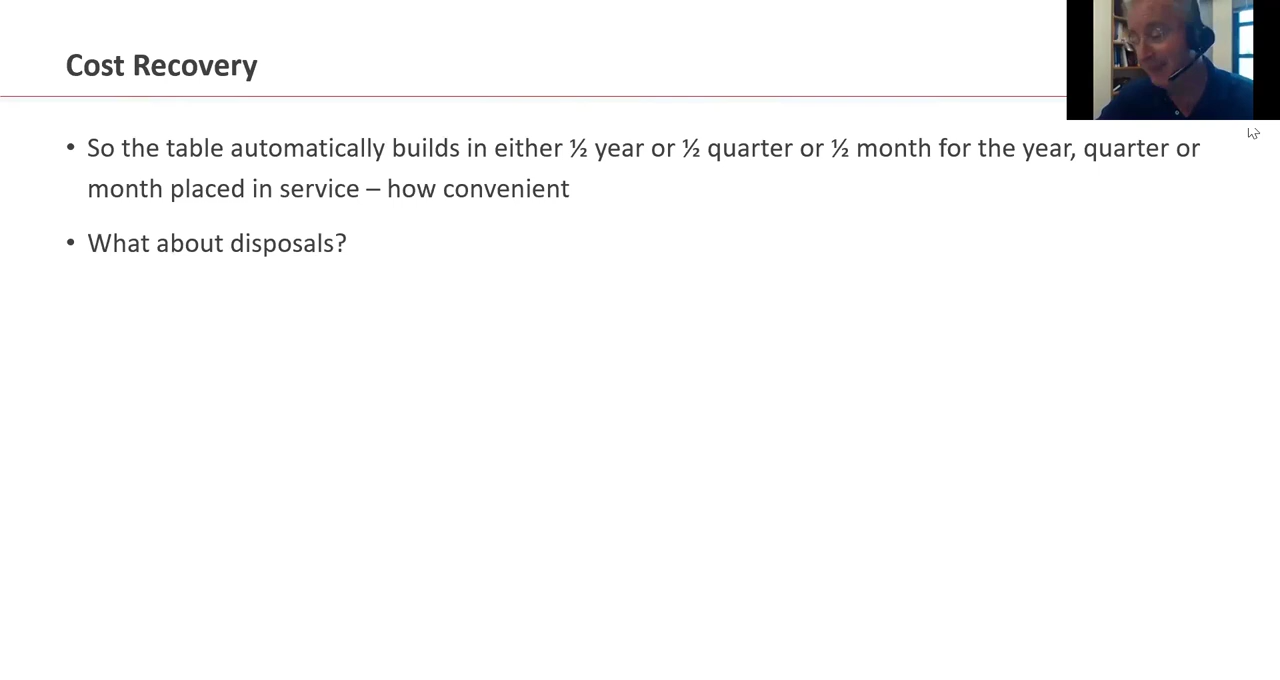 Cost Recovery
• So the table automatically builds in either ½ year or ½ quarter or ½ month for the year, quarter or
month placed in service – how convenient
• What about disposals?